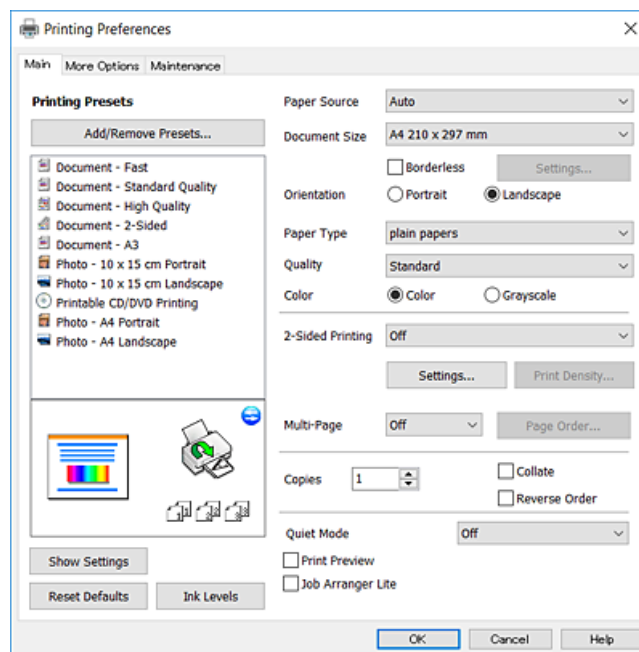 Printing Preferences
Main
More Options
Maintenance
Printing Presets
Add/Remove Presets...
Document - Fast
Document - Standard Quality
Document - High Quality
Document - 2-Sided
Document - A3
Photo - 10 x 15 cm Portrait
Photo - 10 x 15 cm Landscape
Printable CD/DVD Printing
Photo - A4 Portrait
Photo - A4 Landscape
Show Settings
Reset Defaults
Ink Levels
Paper Source
Auto
Document Size
A4 210 x 297 mm
Borderless
Settings...
Orientation
Portrait
Landscape
Paper Type
plain papers
Quality
Standard
Color
Color
Grayscale
2-Sided Printing
Off
Settings...
Print Density...
Multi-Page
Off
Page Order...
Copies
1
Collate
Reverse Order
Quiet Mode
Off
Print Preview
Job Arranger Lite
OK
Cancel
Help